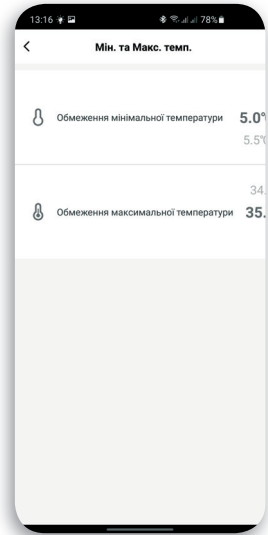 13:16 78%
Мін. та Макс. темп.
Обмеження мінімальної температури 5.0°
5.5°
34.
Обмеження максимальної температури 35.